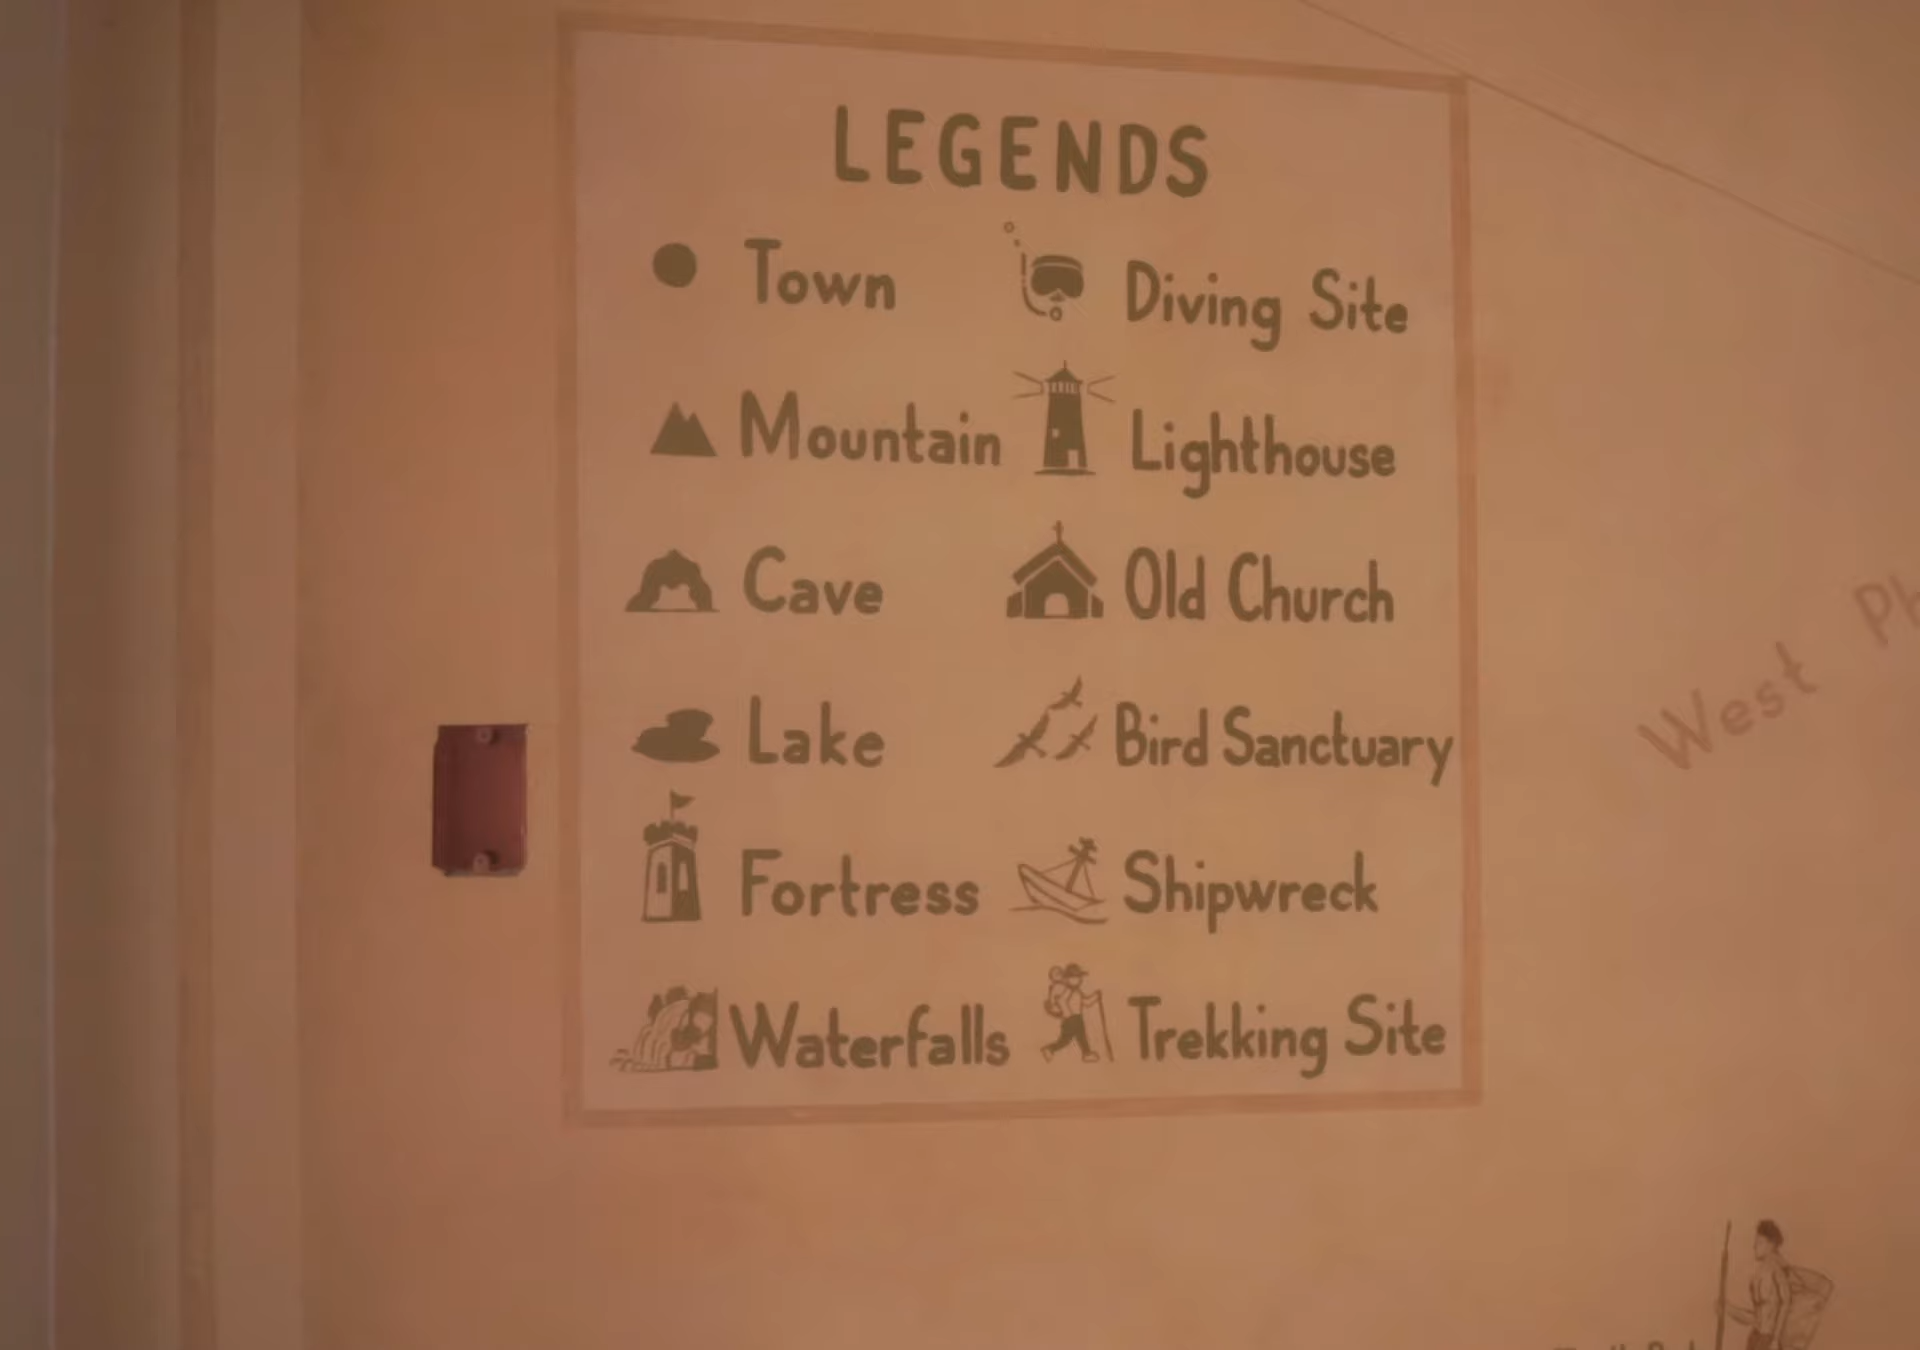 LEGENDS
Town
Diving Site
Mountain
Lighthouse
Cave
Old Church
Lake
Bird Sanctuary
Fortress
Shipwreck
Waterfalls
Trekking Site
West